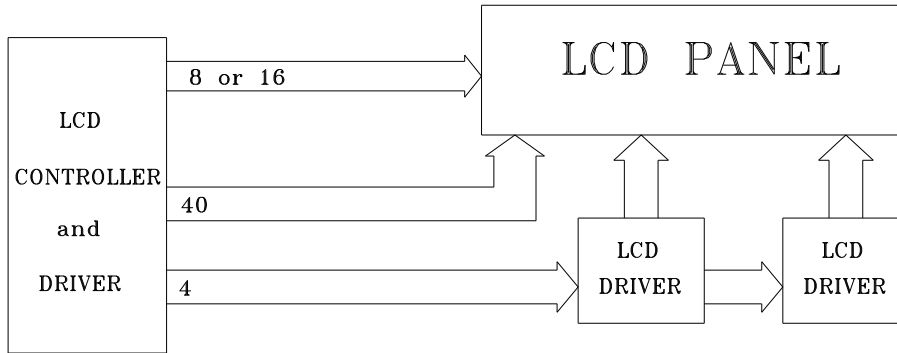 LCD PANEL
8 or 16
LCD
CONTROLLER
and
DRIVER
40
4
LCD
DRIVER
LCD
DRIVER